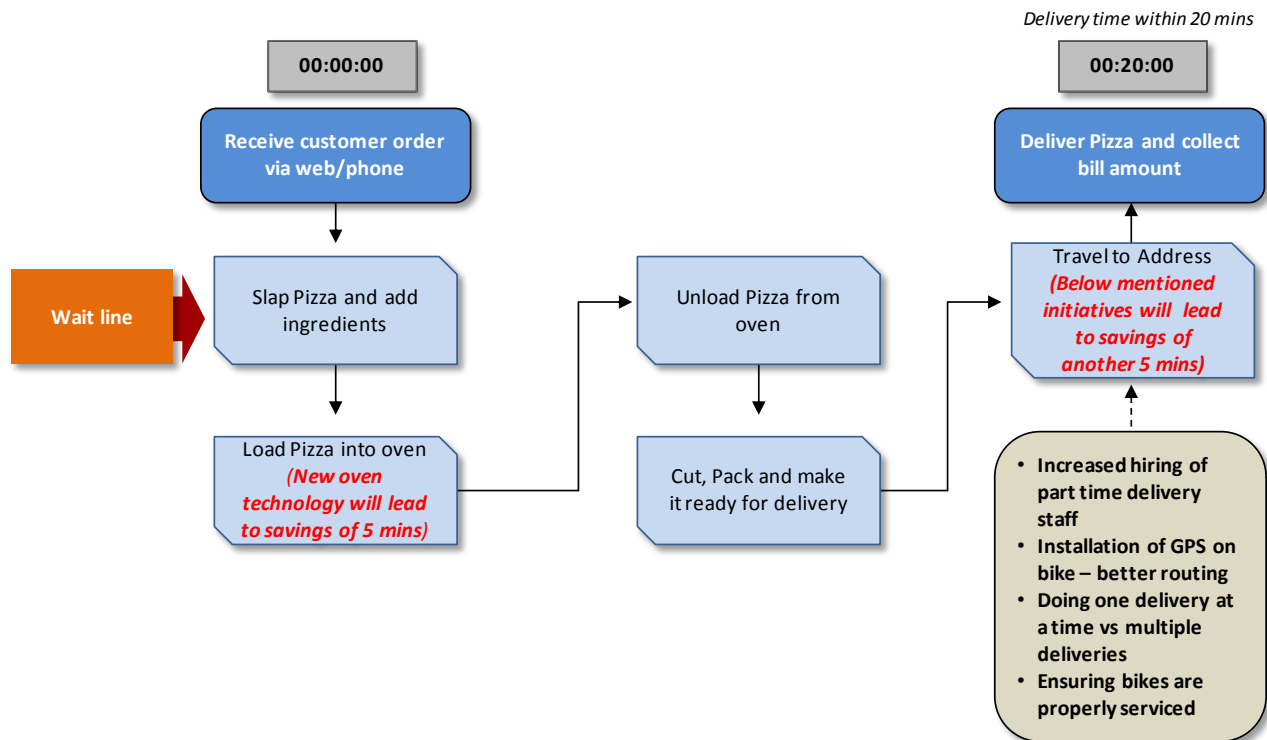 Delivery time within 20 mins
00:00:00
00:20:00
Receive customer order
via web/phone
Deliver Pizza and collect
bill amount
Wait line
Slap Pizza and add
ingredients
Unload Pizza from
oven
Travel to Address
(Below mentioned
initiatives will lead
to savings of
another 5 mins)
Load Pizza into oven
(New oven
technology will lead
to savings of 5 mins)
Cut, Pack and make
it ready for delivery
• Increased hiring of
part time delivery
staff
• Installation of GPS on
bike – better routing
• Doing one delivery at
a time vs multiple
deliveries
• Ensuring bikes are
properly serviced